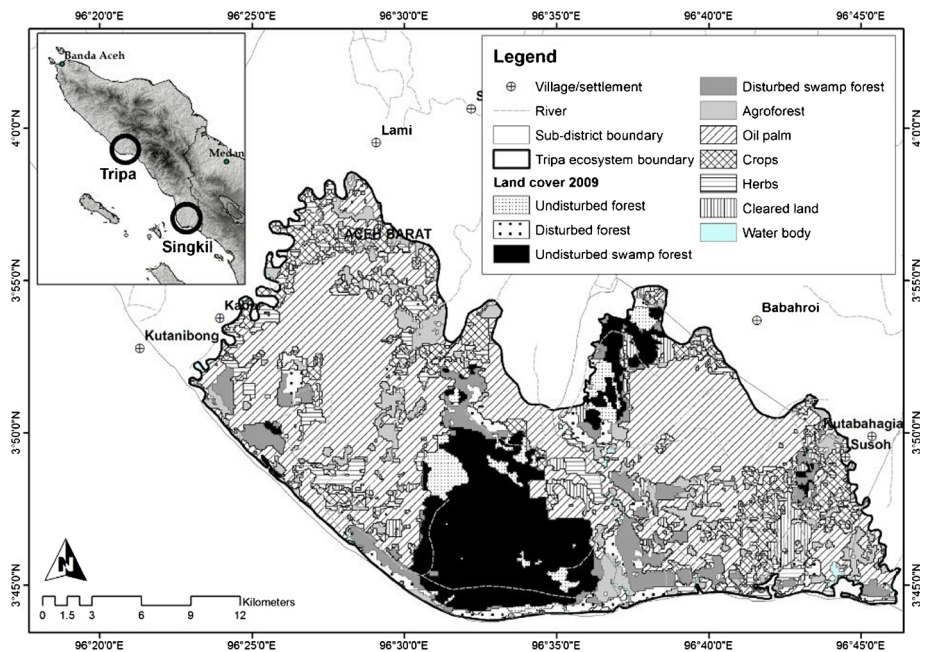 96°20'0"E 96°25'0"E 96°30'0"E 96°35'0"E 96°40'0"E 96°45'0"E
Banda Aceh
Medan
Tripa
Singkil
Legend
Village/settlement
River
Sub-district boundary
Tripa ecosystem boundary
Land cover 2009
Undisturbed forest
Disturbed forest
Undisturbed swamp forest
Disturbed swamp forest
Agroforest
Oil palm
Crops
Herbs
Cleared land
Water body
S
Lami
ACEH BARAT
Kutanibong
Babahroi
Kutabahagia
Susoh
4°0'0"N
3°55'0"N
3°50'0"N
3°45'0"N
4°0'0"N
3°55'0"N
3°50'0"N
3°45'0"N
N
Kilometers
0 1.5 3 6 9 12
96°20'0"E 96°25'0"E 96°30'0"E 96°35'0"E 96°40'0"E 96°45'0"E